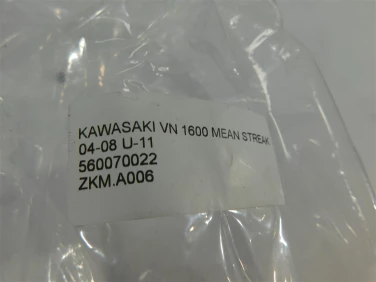 KAWASAKI VN 1600 MEAN STREAK
04-08 U-11
560070022
ZKM.A006